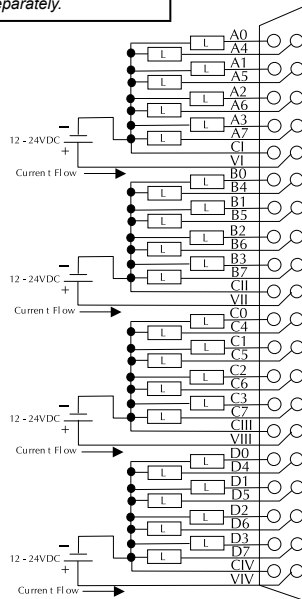 eparately.
L A0
L A4
L A1
L A5
L A2
L A6
L A3
L A7
CI
12 - 24VDC
−
+
VI
Current Flow
L B0
L B4
L B1
L B5
L B2
L B6
L B3
L B7
CII
12 - 24VDC
−
+
VII
Current Flow
L C0
L C4
L C1
L C5
L C2
L C6
L C3
L C7
CIII
12 - 24VDC
−
+
VIII
Current Flow
L D0
L D4
L D1
L D5
L D2
L D6
L D3
L D7
CIV
12 - 24VDC
−
+
VIV
Current Flow